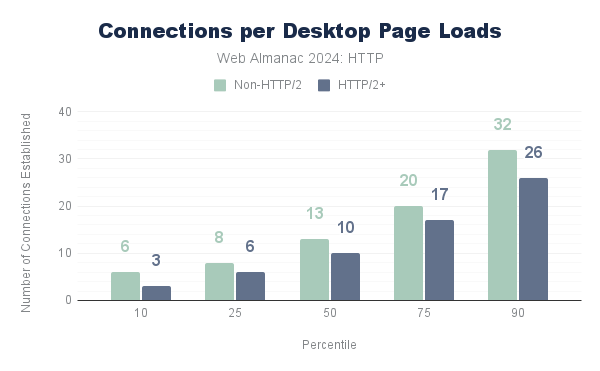 Connections per Desktop Page Loads
Web Almanac 2024: HTTP
Non-HTTP/2 HTTP/2+
Number of Connections Established
40
30
20
10
0
6 3 8 6 13 10 20 17 32 26
10 25 50 75 90
Percentile